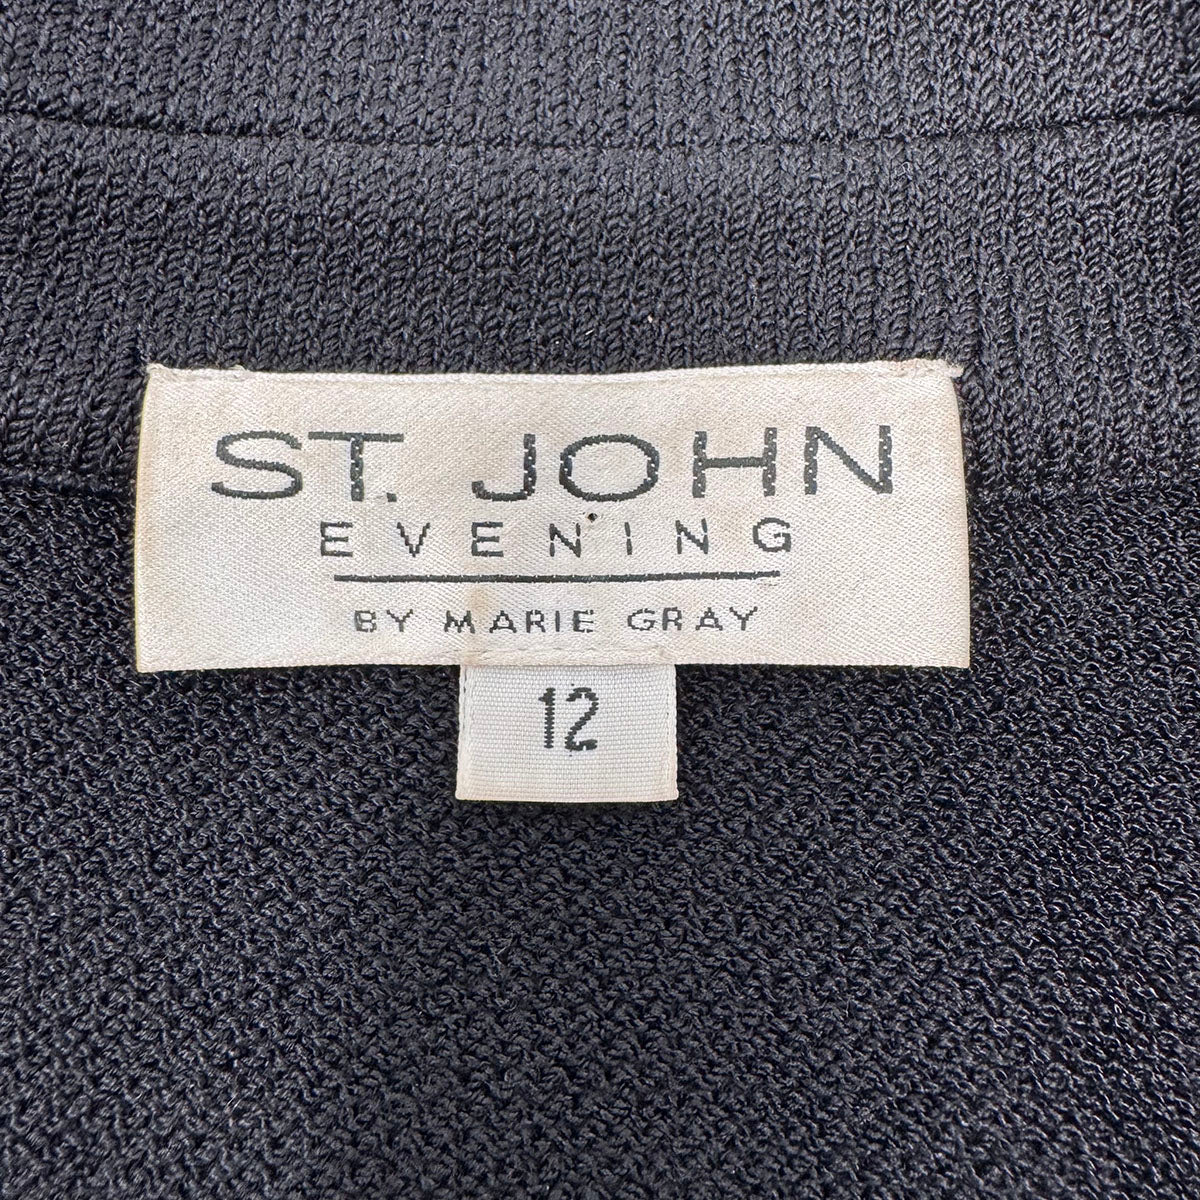 ST. JOHN
EVENING
BY MARIE GRAY
12